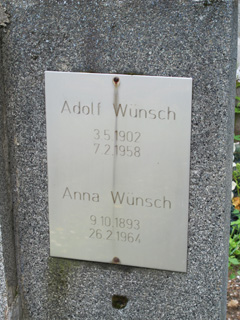 Adolf Wünsch
3.5.1902
7.2.1958
Anna Wünsch
9.10.1893
26.2.1964